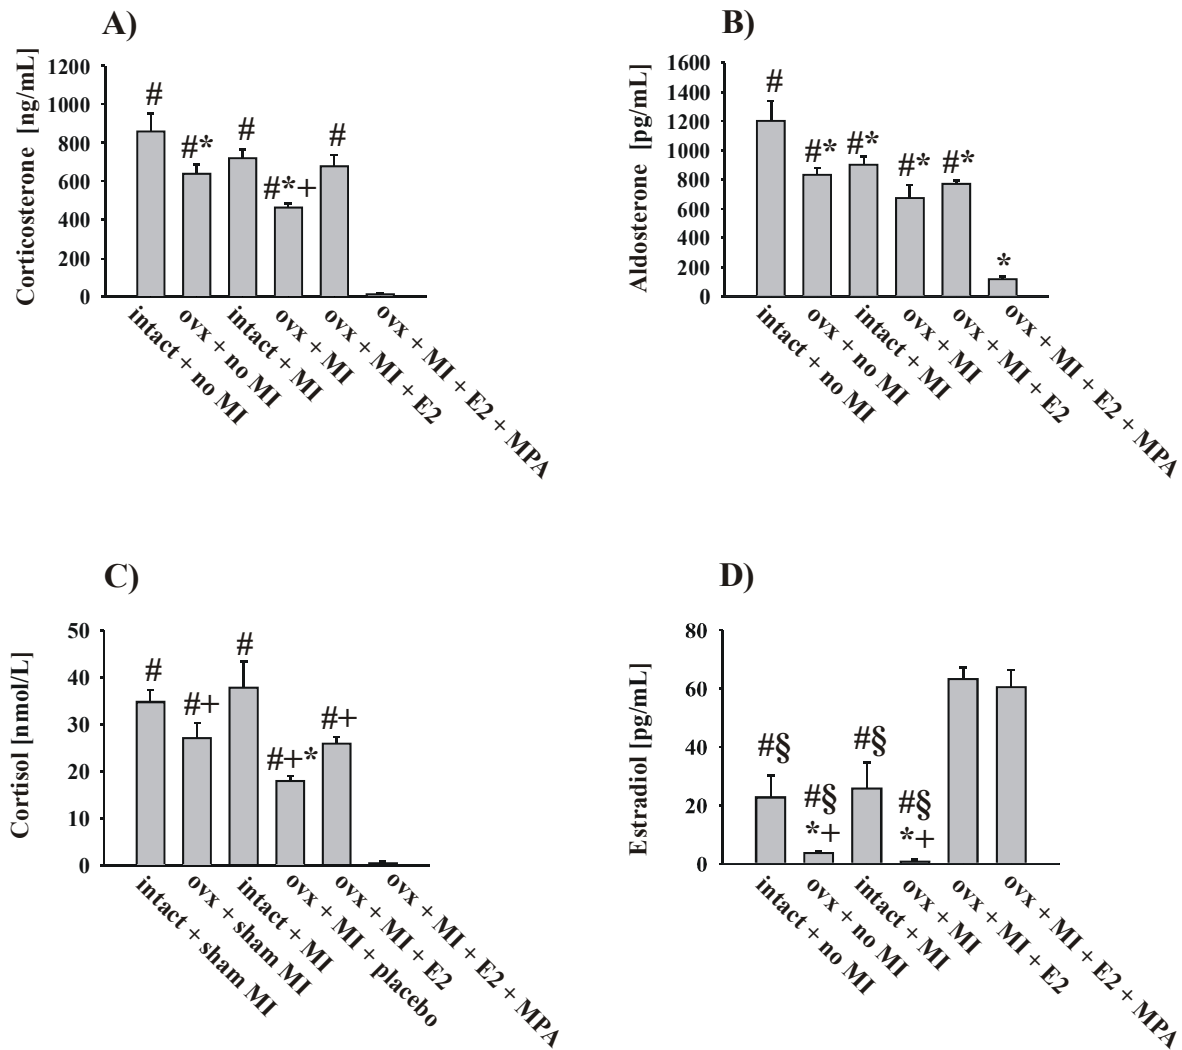 A)
Corticosterone [ng/mL]
1200
1000
800
600
400
200
0
#
#*
#
#*+
#
intact + no MI
ovx + no MI
intact + MI
ovx + MI
ovx + MI + E2
ovx + MI + E2 + MPA
B)
Aldosterone [pg/mL]
1600
1400
1200
1000
800
600
400
200
0
#
#*
#*
#*
#*
*
intact + no MI
ovx + no MI
intact + MI
ovx + MI
ovx + MI + E2
ovx + MI + E2 + MPA
C)
Cortisol [nmol/L]
50
40
30
20
10
0
#
#+
#
#+*
#+
intact + sham MI
ovx + sham MI
intact + MI
ovx + MI + placebo
ovx + MI + E2
ovx + MI + E2 + MPA
D)
Estradiol [pg/mL]
80
60
40
20
0
#§
#§
*+
#§
#§
*+
intact + no MI
ovx + no MI
intact + MI
ovx + MI
ovx + MI + E2
ovx + MI + E2 + MPA